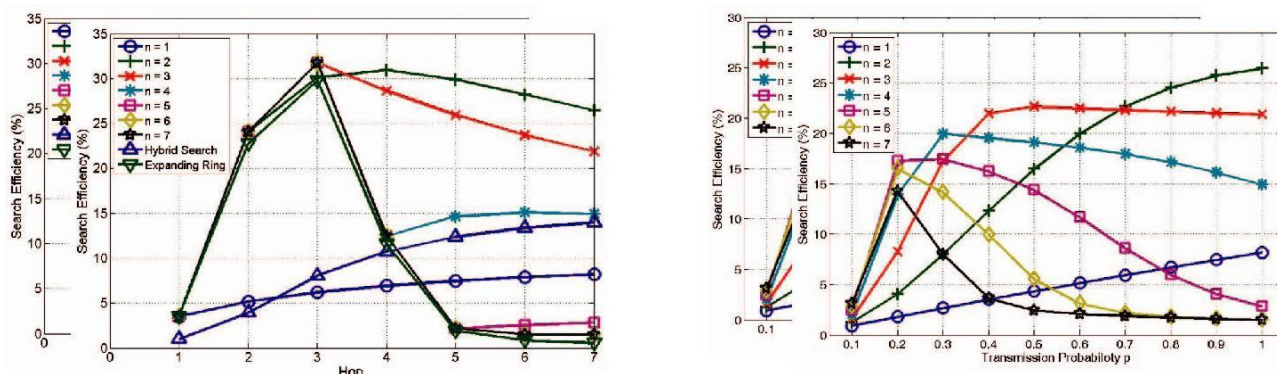 35
30
25
20
15
10
5
0
0
Search Efficiency (%)
35
30
25
20
15
10
5
0
0
1
2
3
4
5
6
7
Search Efficiency (%)
n = 1
n = 2
n = 3
n = 4
n = 5
n = 6
n = 7
Hybrid Search
Expanding Ring
30
25
20
15
10
5
0
0.1
Search Efficiency (%)
n =
n =
n =
n =
n =
n =
n =
30
25
20
15
10
5
0
0.1
0.2
0.3
0.4
0.5
0.6
0.7
0.8
0.9
1
Search Efficiency (%)
n = 1
n = 2
n = 3
n = 4
n = 5
n = 6
n = 7
Transmission Probabiloty p